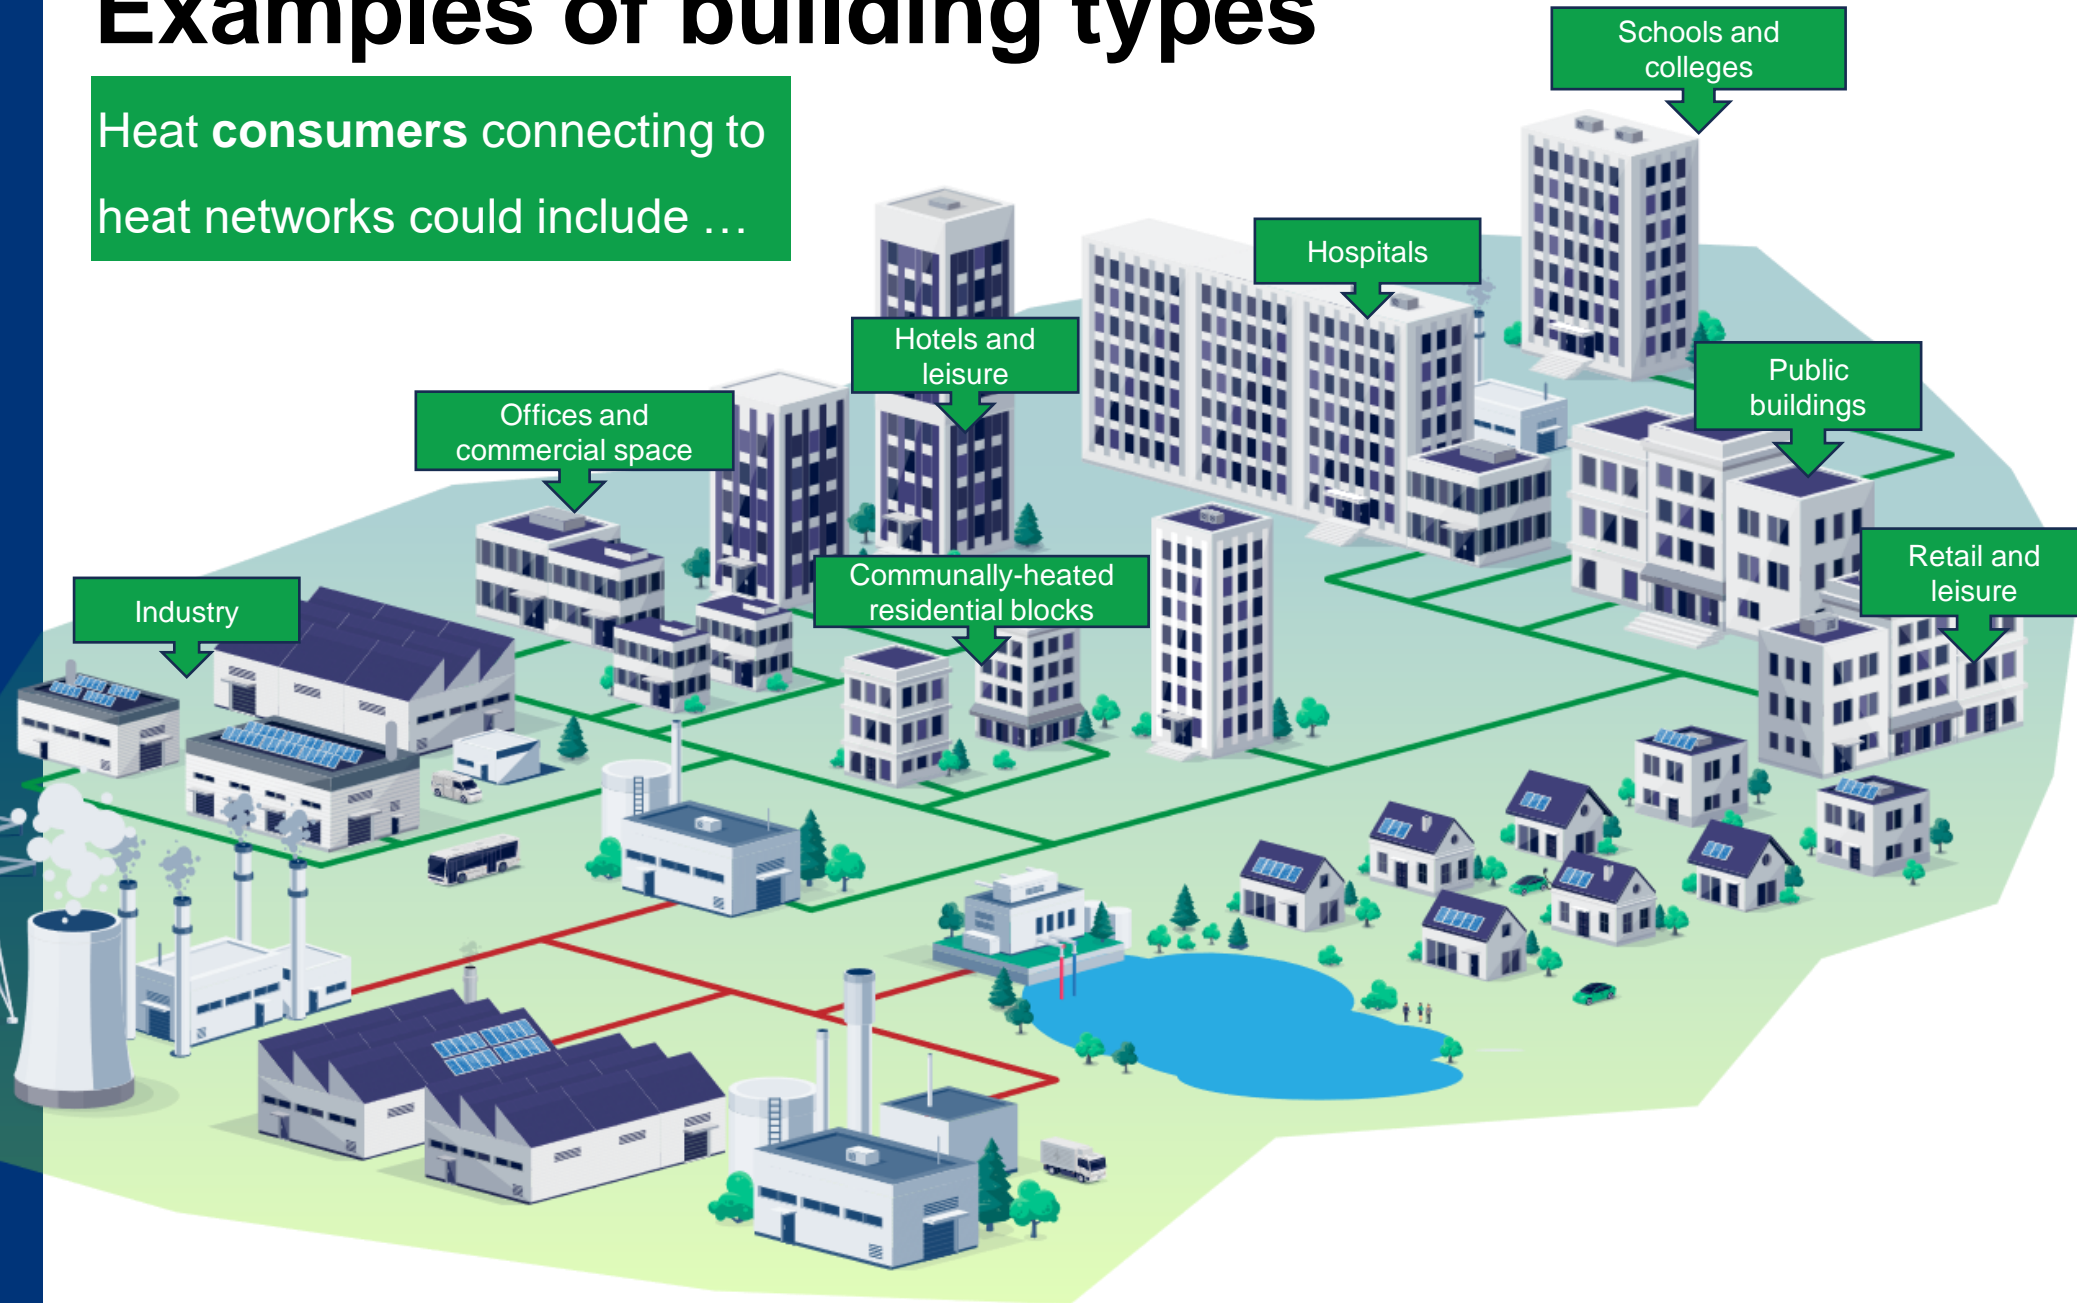 Examples of building types
Heat consumers connecting to
heat networks could include …
Schools and
colleges
Hospitals
Hotels and
leisure
Public
buildings
Offices and
commercial space
Retail and
leisure
Communally-heated
residential blocks
Industry